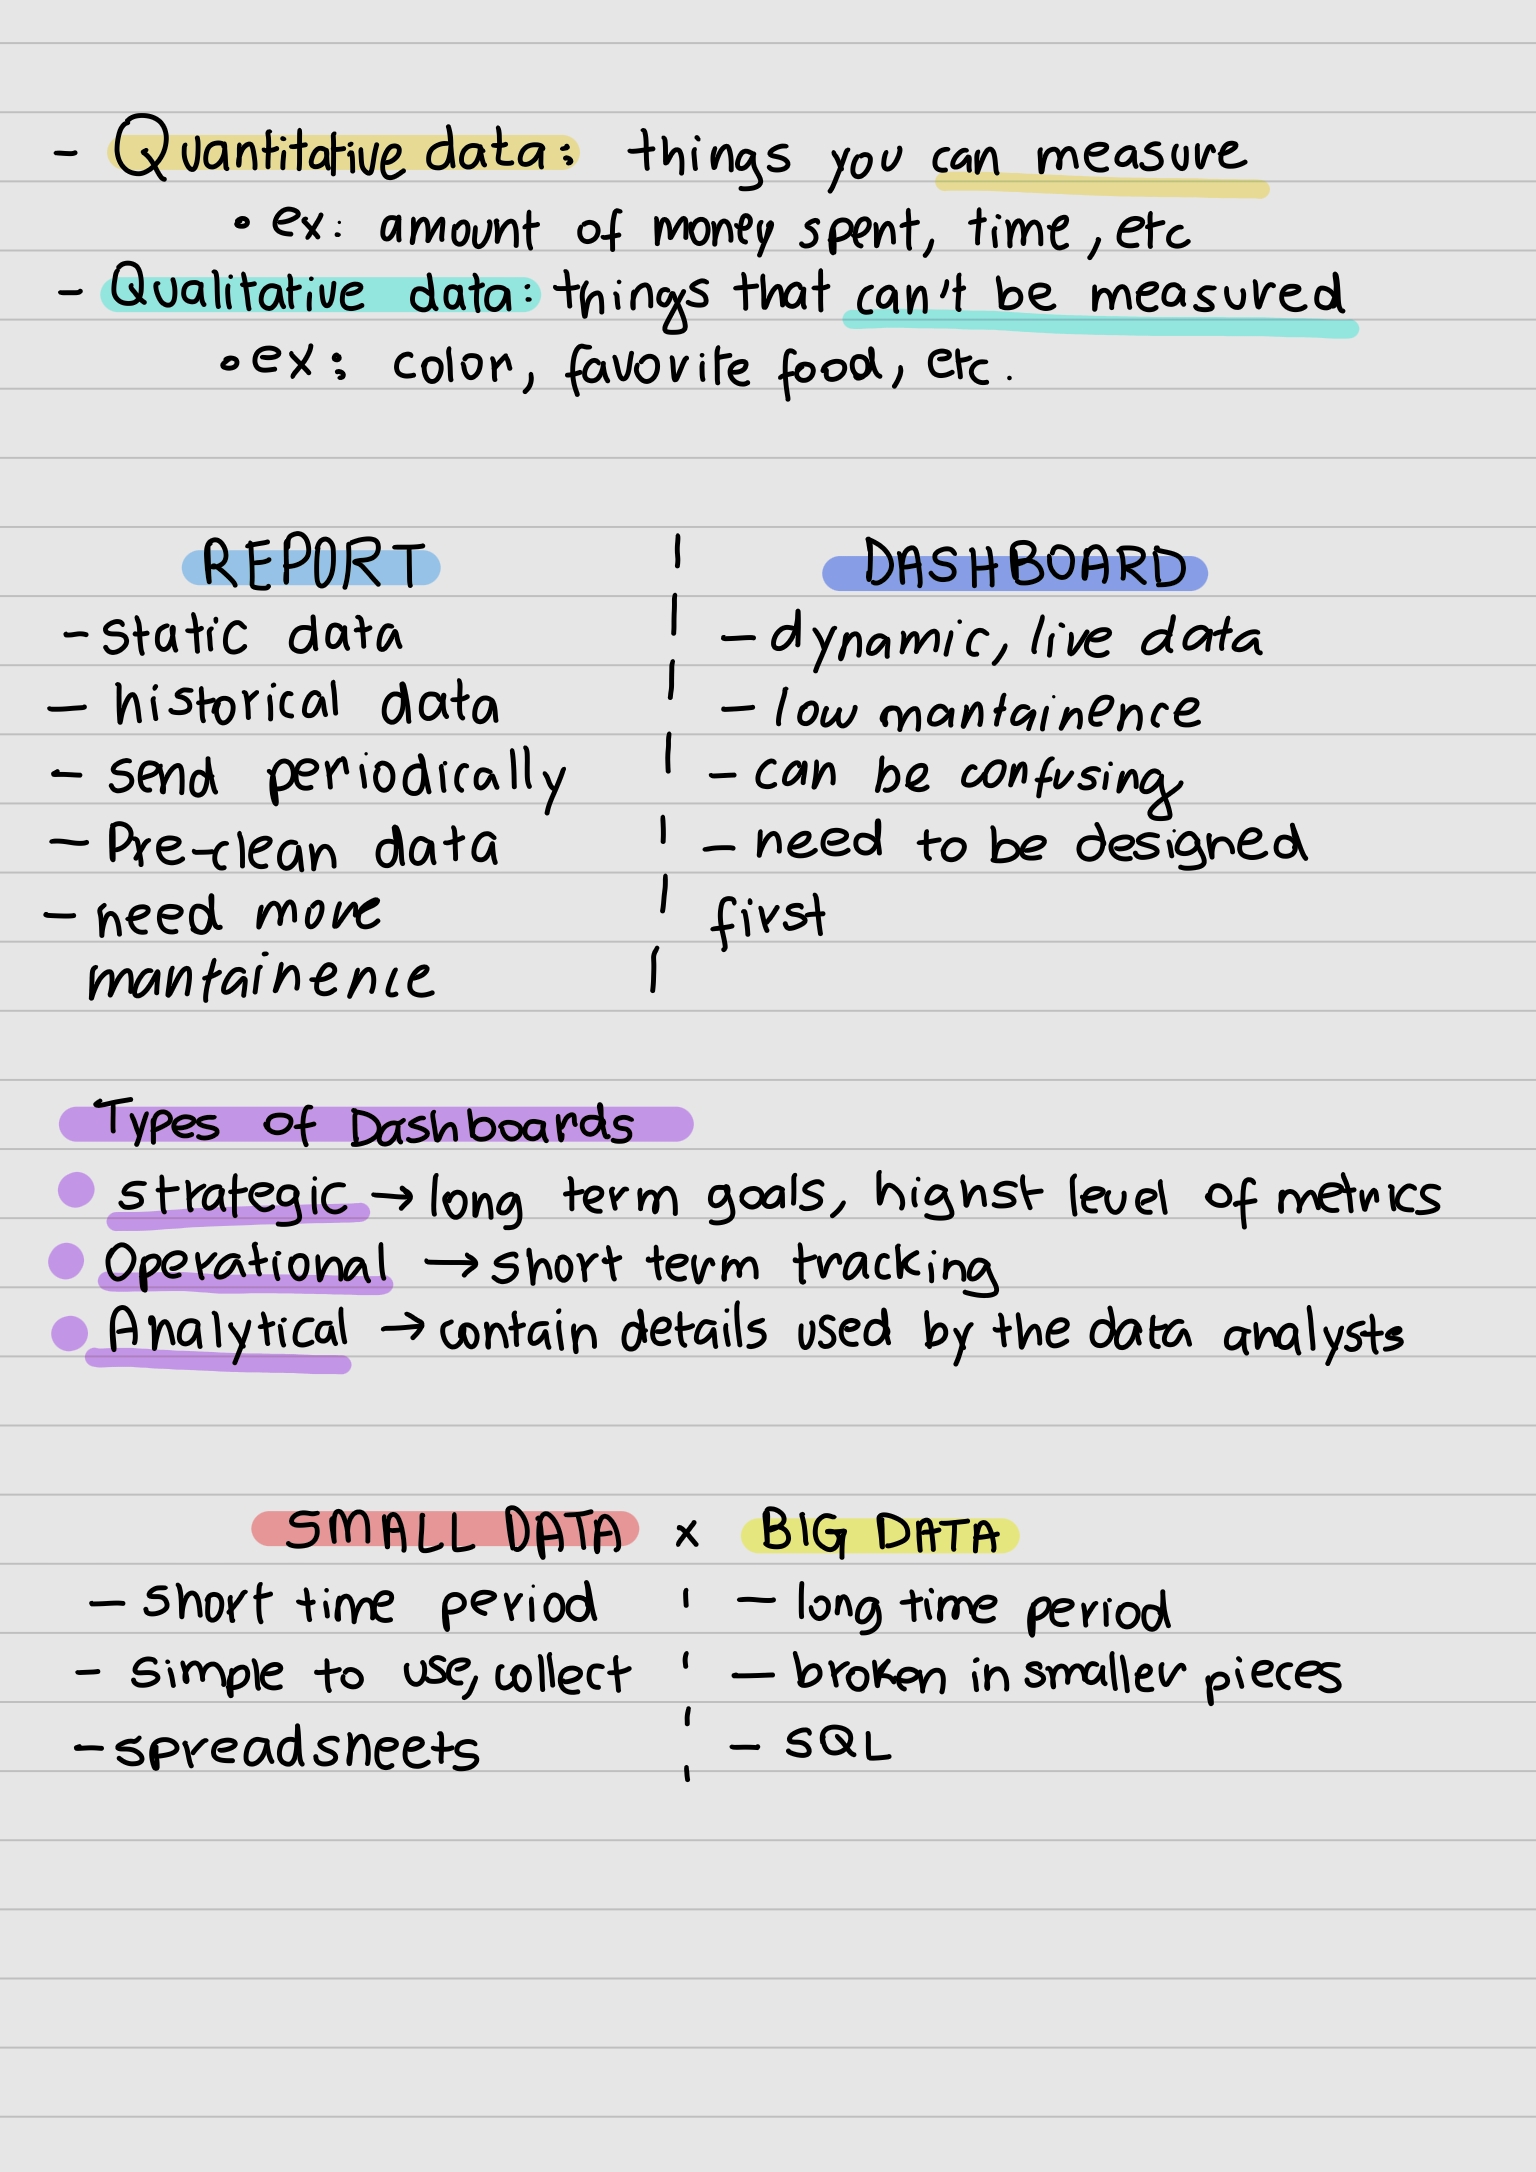 - Quantitative data: things you can measure
• ex: amount of money spent, time, etc
- Qualitative data: things that can't be measured
• ex: color, favorite food, etc.
REPORT
- static data
- historical data
- send periodically
- Pre-clean data
- need more
mantainence
DASHBOARD
- dynamic, live data
- low mantainence
- can be confusing
- need to be designed
first
Types of Dashboards
• strategic → long term goals, highst level of metrics
• Operational → short term tracking
• Analytical → contain details used by the data analysts
SMALL DATA x BIG DATA
- short time period
- simple to use, collect
- spreadsheets
- long time period
- broken in smaller pieces
- SQL